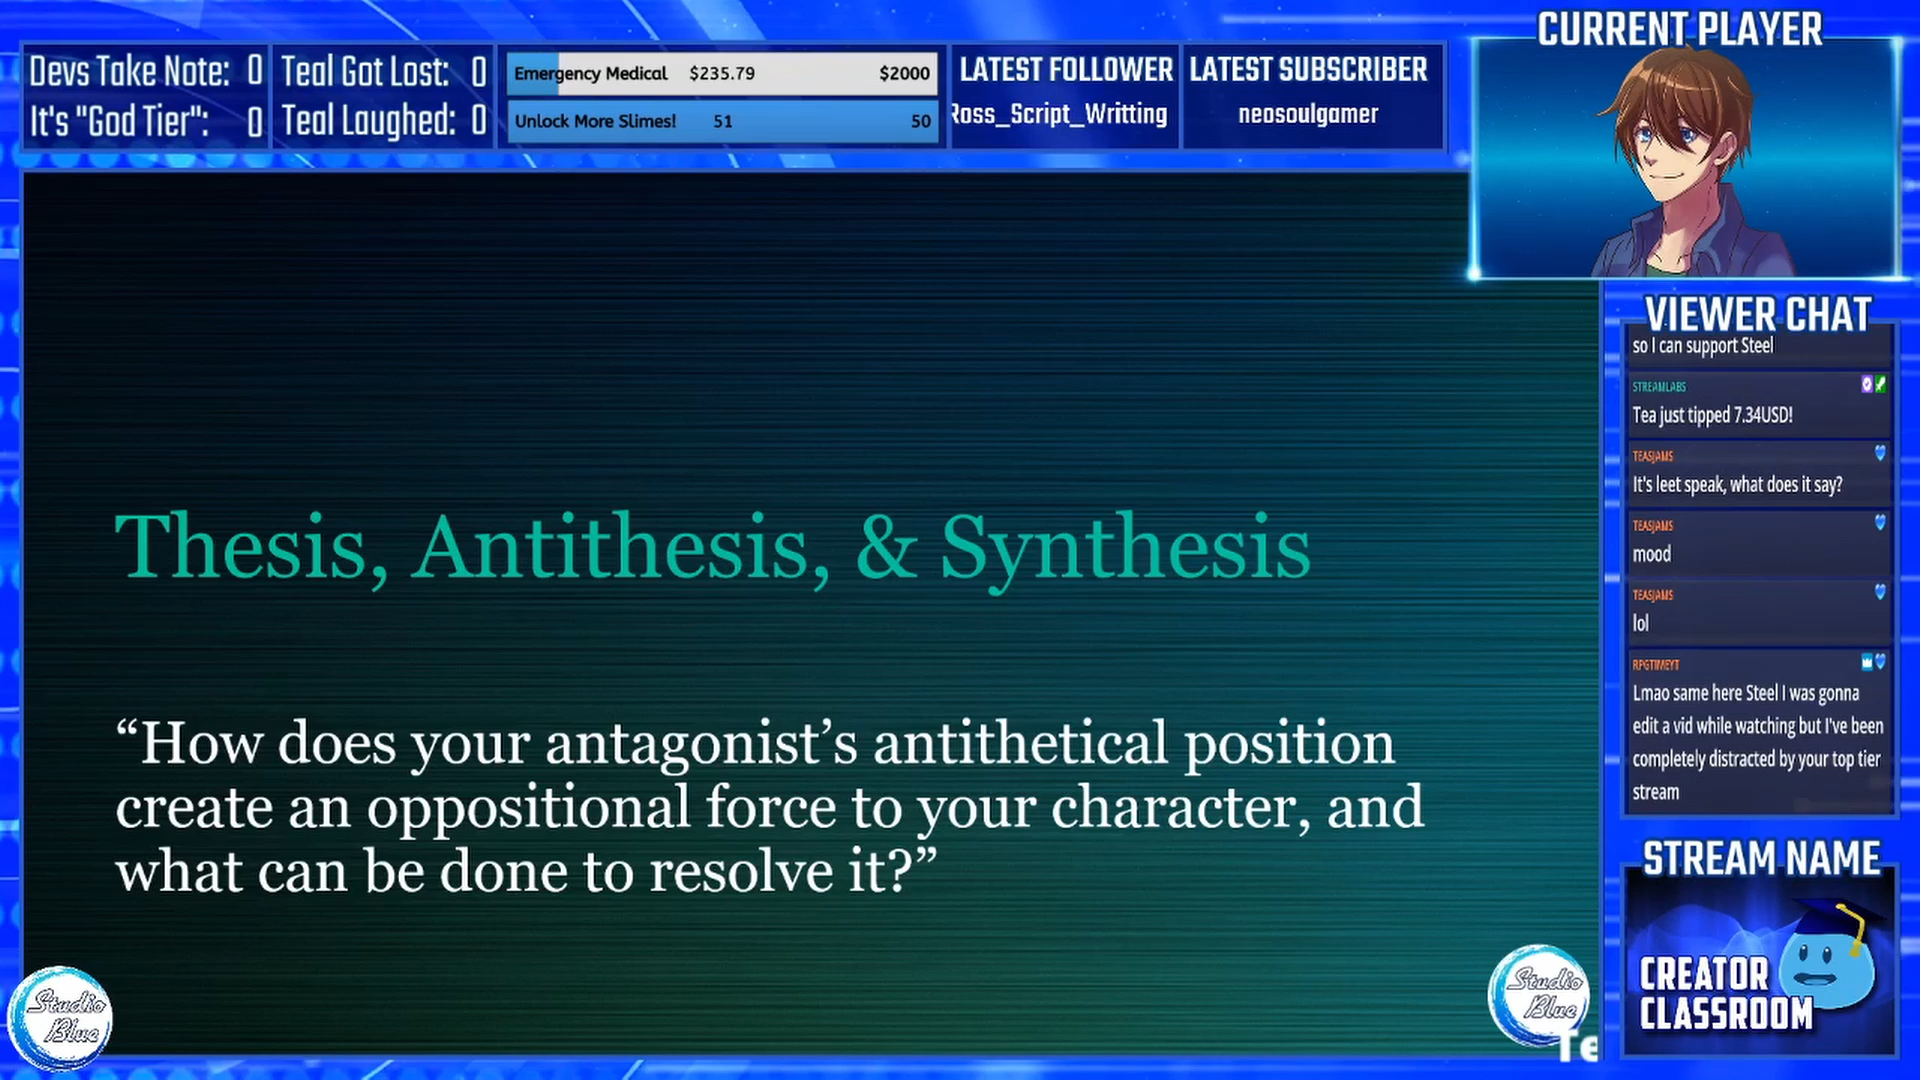 CURRENT PLAYER
Devs Take Note: 0
It's "God Tier": 0
Teal Got Lost: 0
Teal Laughed: 0
Emergency Medical $235.79 $2000
Unlock More Slimes! 51 50
LATEST FOLLOWER
Ross_Script_Writting
LATEST SUBSCRIBER
neosoulgamer
Thesis, Antithesis, & Synthesis
“How does your antagonist’s antithetical position
create an oppositional force to your character, and
what can be done to resolve it?”
VIEWER CHAT
so I can support Steel
STREAMLABS
Tea just tipped 7.34USD!
TEASJAMS
It's leet speak, what does it say?
TEASJAMS
mood
TEASJAMS
lol
RPGTIMEYT
Lmao same here Steel I was gonna
edit a vid while watching but I've been
completely distracted by your top tier
stream
STREAM NAME
CREATOR
CLASSROOM
Studio
Blue
Studio
Blue
Te